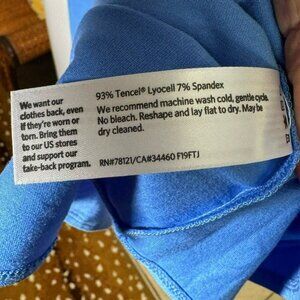 We want our
clothes back, even
if they're worn or
torn. Bring them
to our US stores
and support our
take-back program.
93% Tencel® Lyocell 7% Spandex
We recommend machine wash cold, gentle cycle.
No bleach. Reshape and lay flat to dry. May be
dry cleaned.
RN#78121/CA#34460 F19FTJ